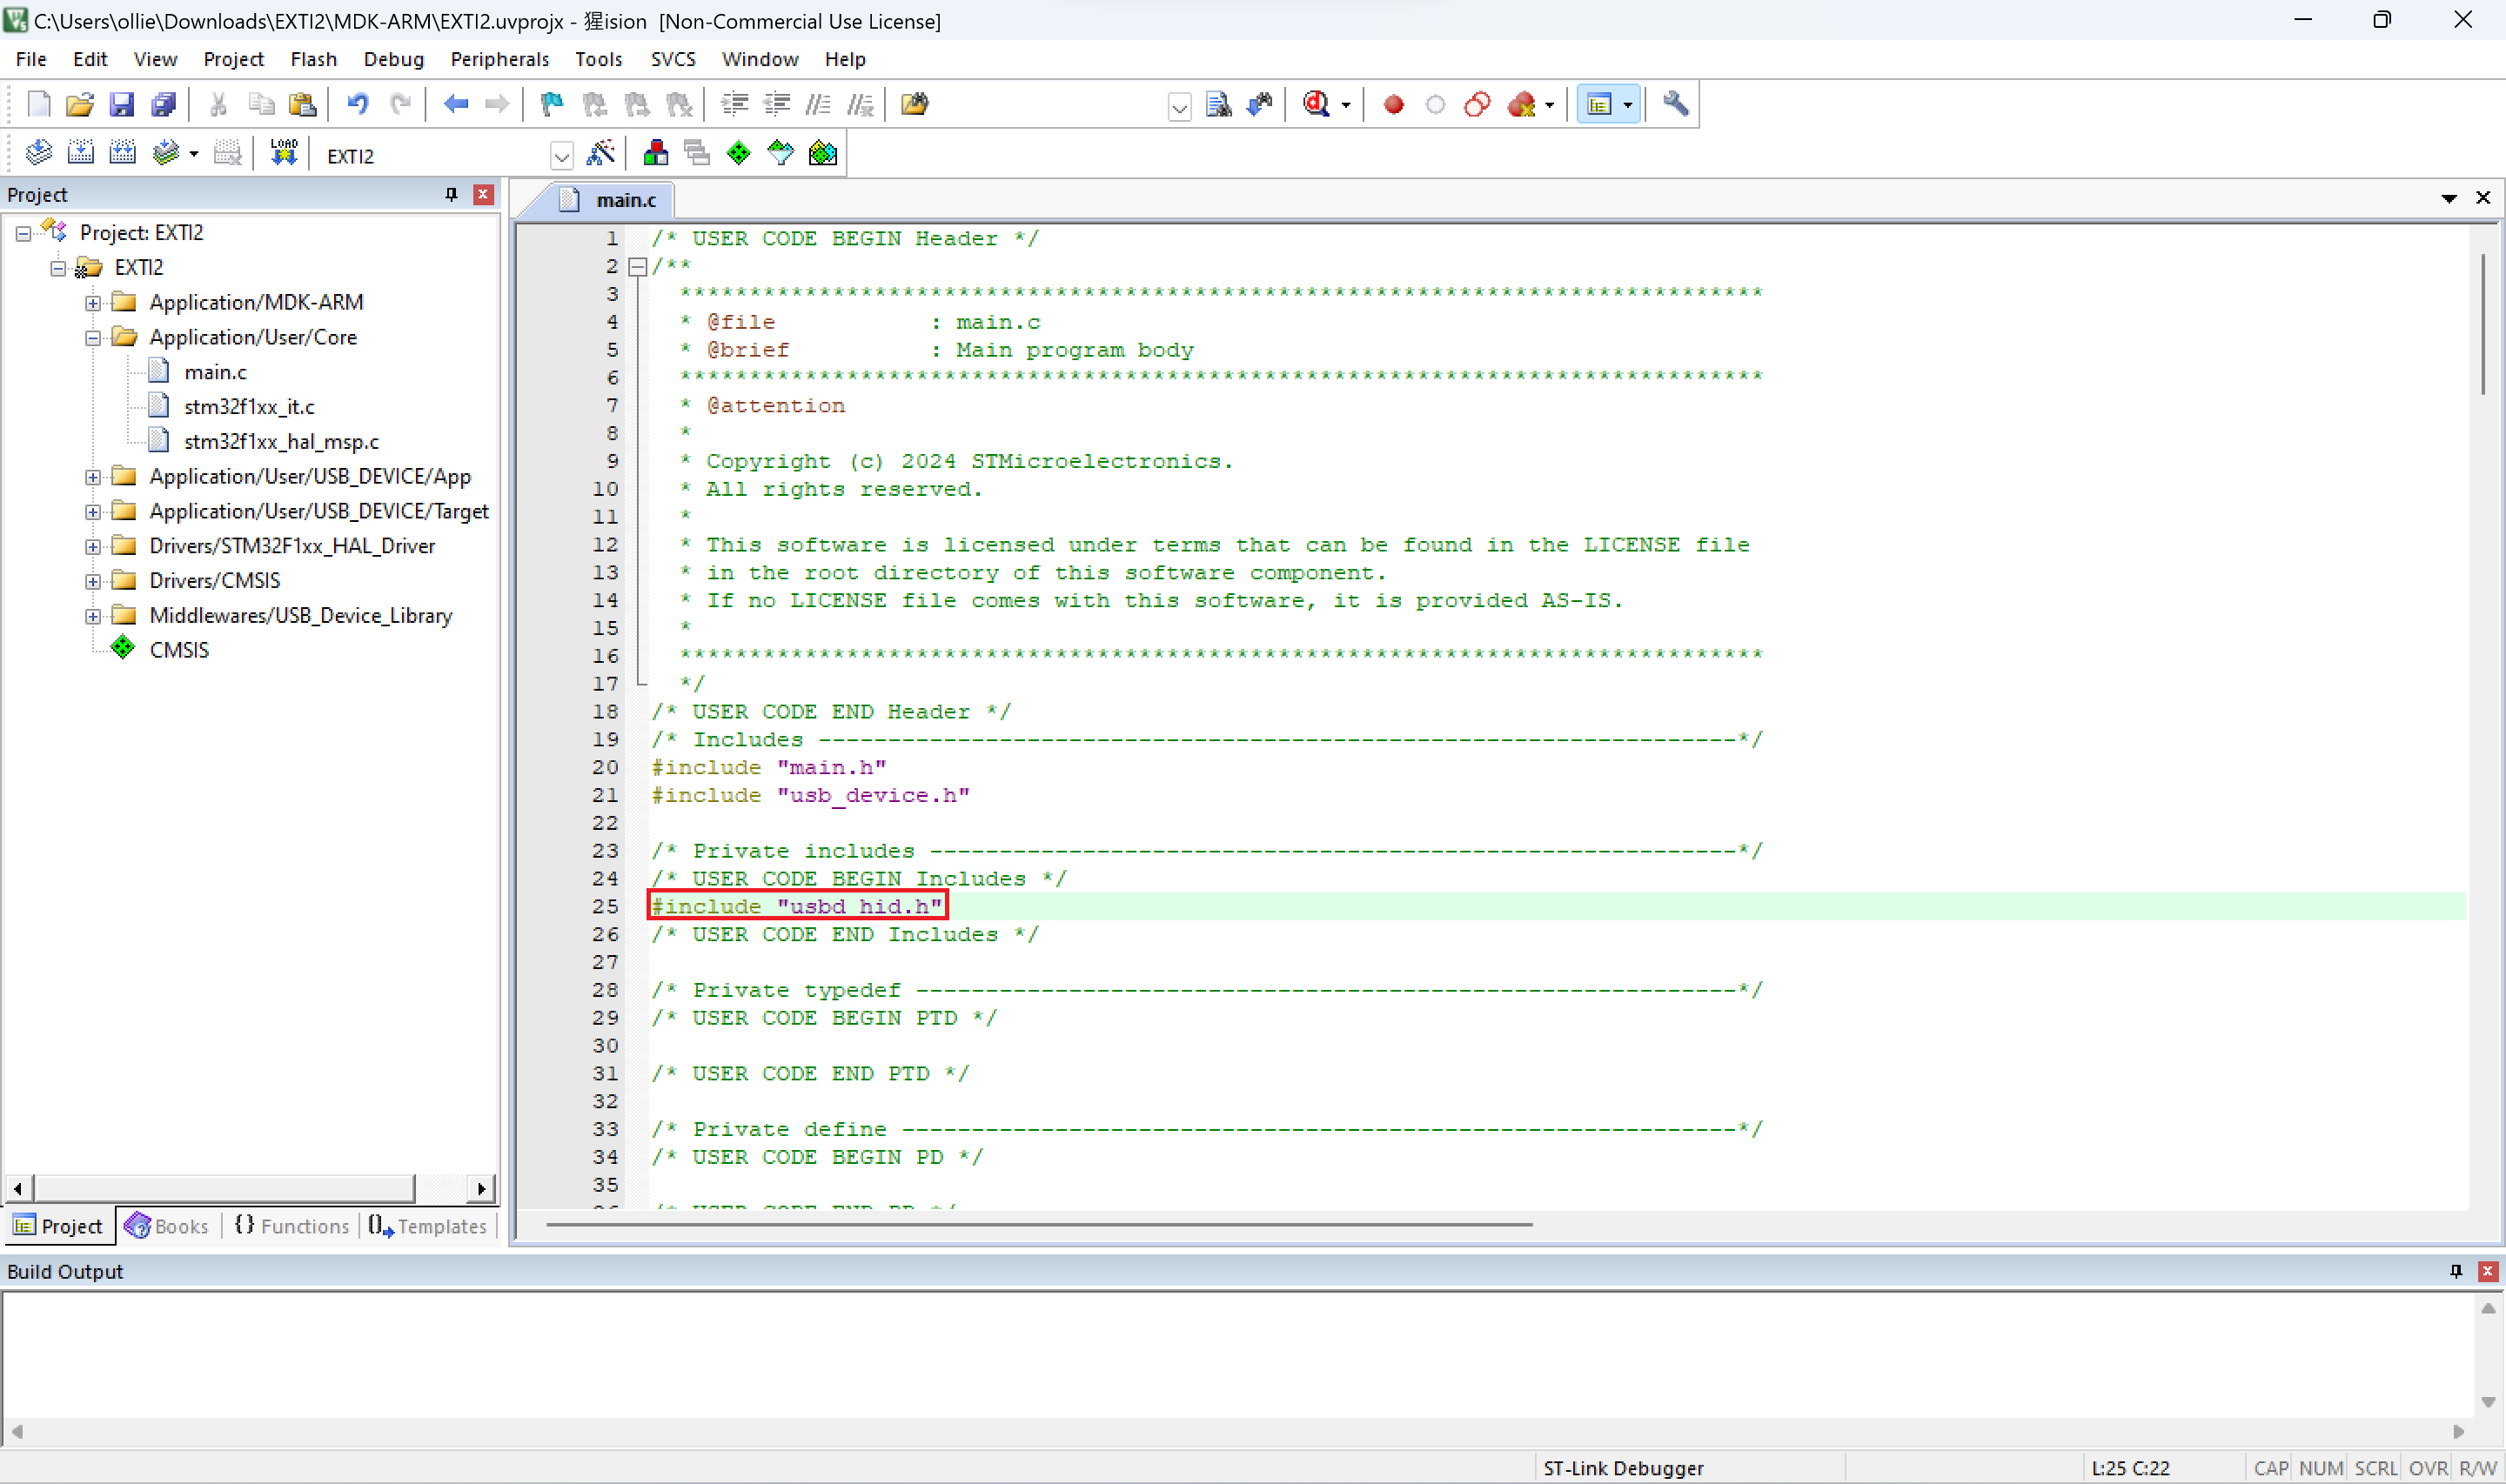 C:\Users\ollie\Downloads\EXTI2\MDK-ARM\EXTI2.uvprojx - 猩ision  [Non-Commercial Use License]
File Edit View Project Flash Debug Peripherals Tools SVCS Window Help
LOAD
EXTI2
Project
Project: EXTI2
EXTI2
Application/MDK-ARM
Application/User/Core
main.c
stm32f1xx_it.c
stm32f1xx_hal_msp.c
Application/User/USB_DEVICE/App
Application/User/USB_DEVICE/Target
Drivers/STM32F1xx_HAL_Driver
Drivers/CMSIS
Middlewares/USB_Device_Library
CMSIS
Project Books {} Functions Templates
main.c
1 /* USER CODE BEGIN Header */
2 /**
3 ******************************************************************************
4 * @file           : main.c
5 * @brief          : Main program body
6 ******************************************************************************
7 * @attention
8 *
9 * Copyright (c) 2024 STMicroelectronics.
10 * All rights reserved.
11 *
12 * This software is licensed under terms that can be found in the LICENSE file
13 * in the root directory of this software component.
14 * If no LICENSE file comes with this software, it is provided AS-IS.
15 *
16 ******************************************************************************
17 */
18 /* USER CODE END Header */
19 /* Includes ------------------------------------------------------------------*/
20 #include "main.h"
21 #include "usb_device.h"
22
23 /* Private includes ----------------------------------------------------------*/
24 /* USER CODE BEGIN Includes */
25 #include "usbd_hid.h"
26 /* USER CODE END Includes */
27
28 /* Private typedef -----------------------------------------------------------*/
29 /* USER CODE BEGIN PTD */
30
31 /* USER CODE END PTD */
32
33 /* Private define ------------------------------------------------------------*/
34 /* USER CODE BEGIN PD */
35
Build Output
ST-Link Debugger L:25 C:22 CAP NUM SCRL OVR R/W